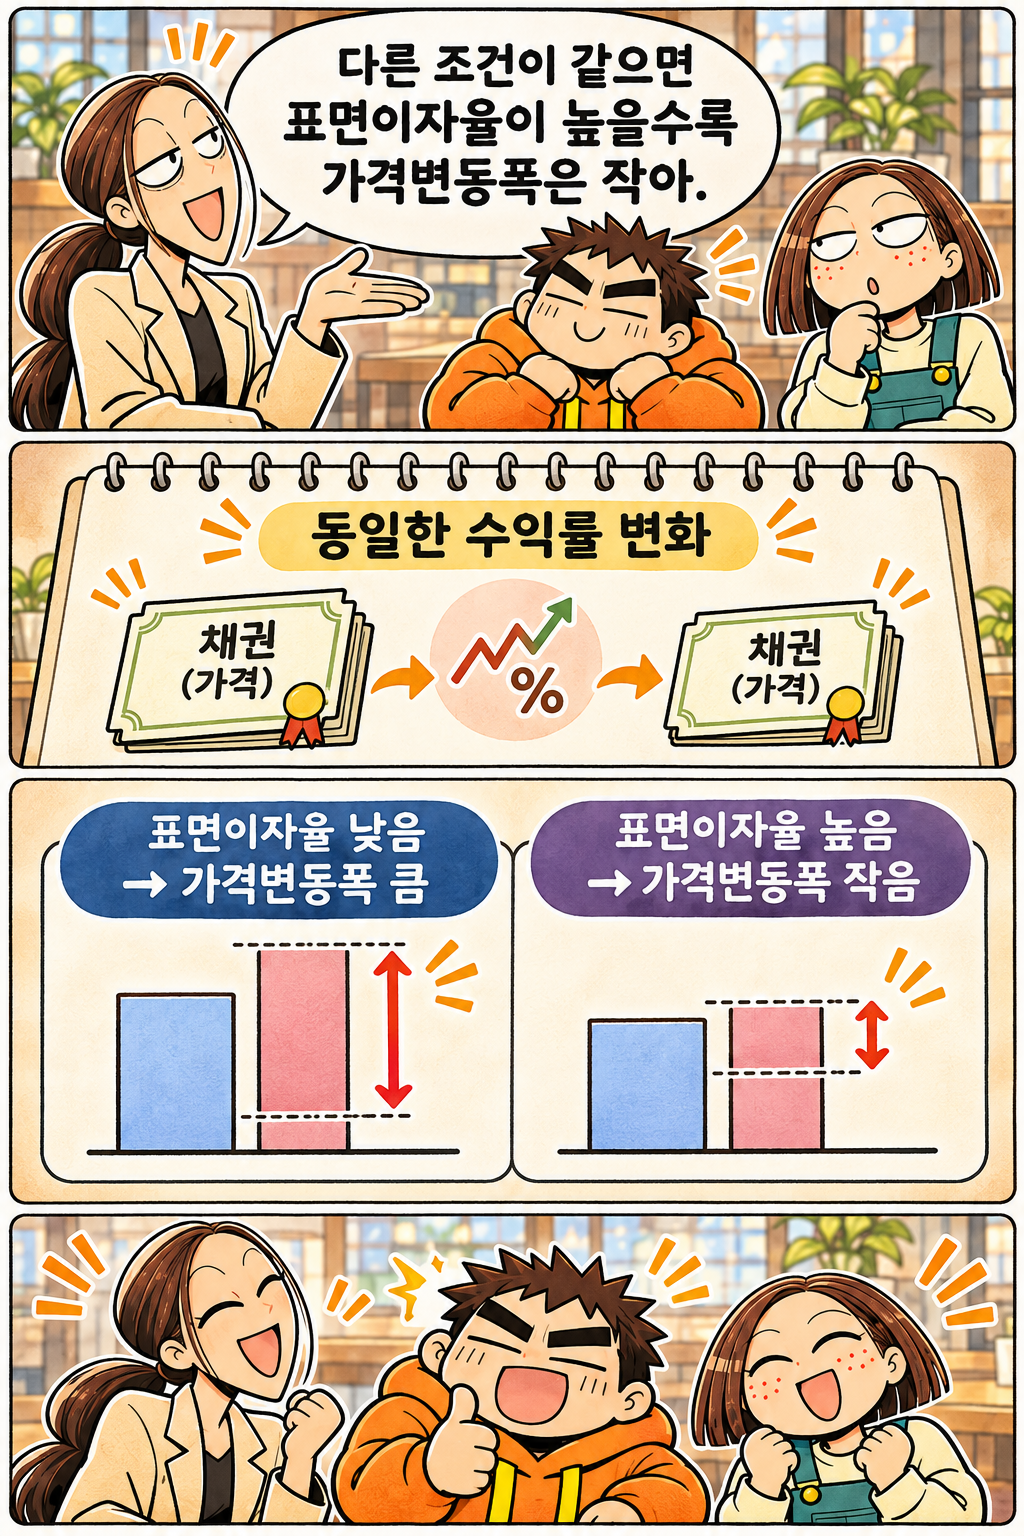 다른 조건이 같으면
표면이자율이 높을수록
가격변동폭은 작아.
동일한 수익률 변화
채권
(가격)
%
채권
(가격)
표면이자율 낮음
→ 가격변동폭 큼
표면이자율 높음
→ 가격변동폭 작음